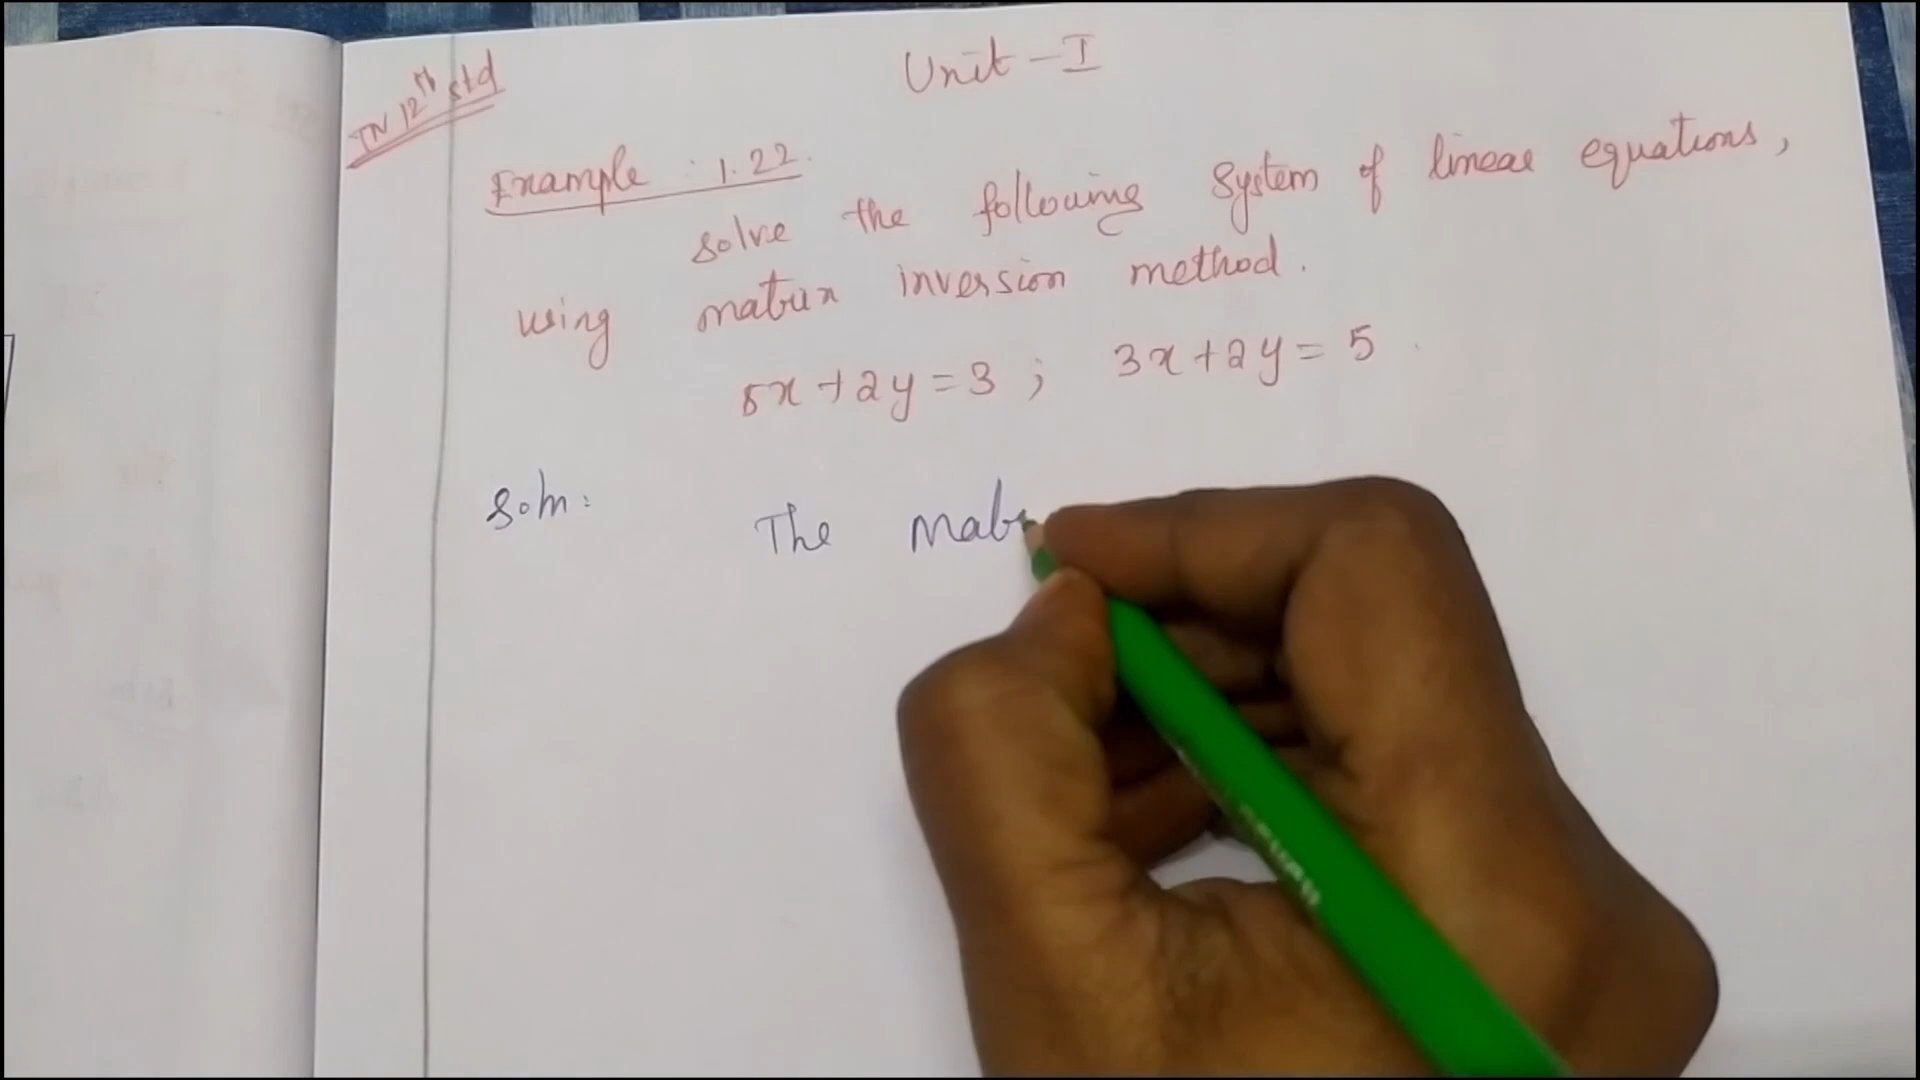 TN 12th std
Unit - I
Example : 1.22.
solve the following system of linear equations,
using matrix inversion method.
5x + 2y = 3 ; 3x + 2y = 5
Soln :
The Matr